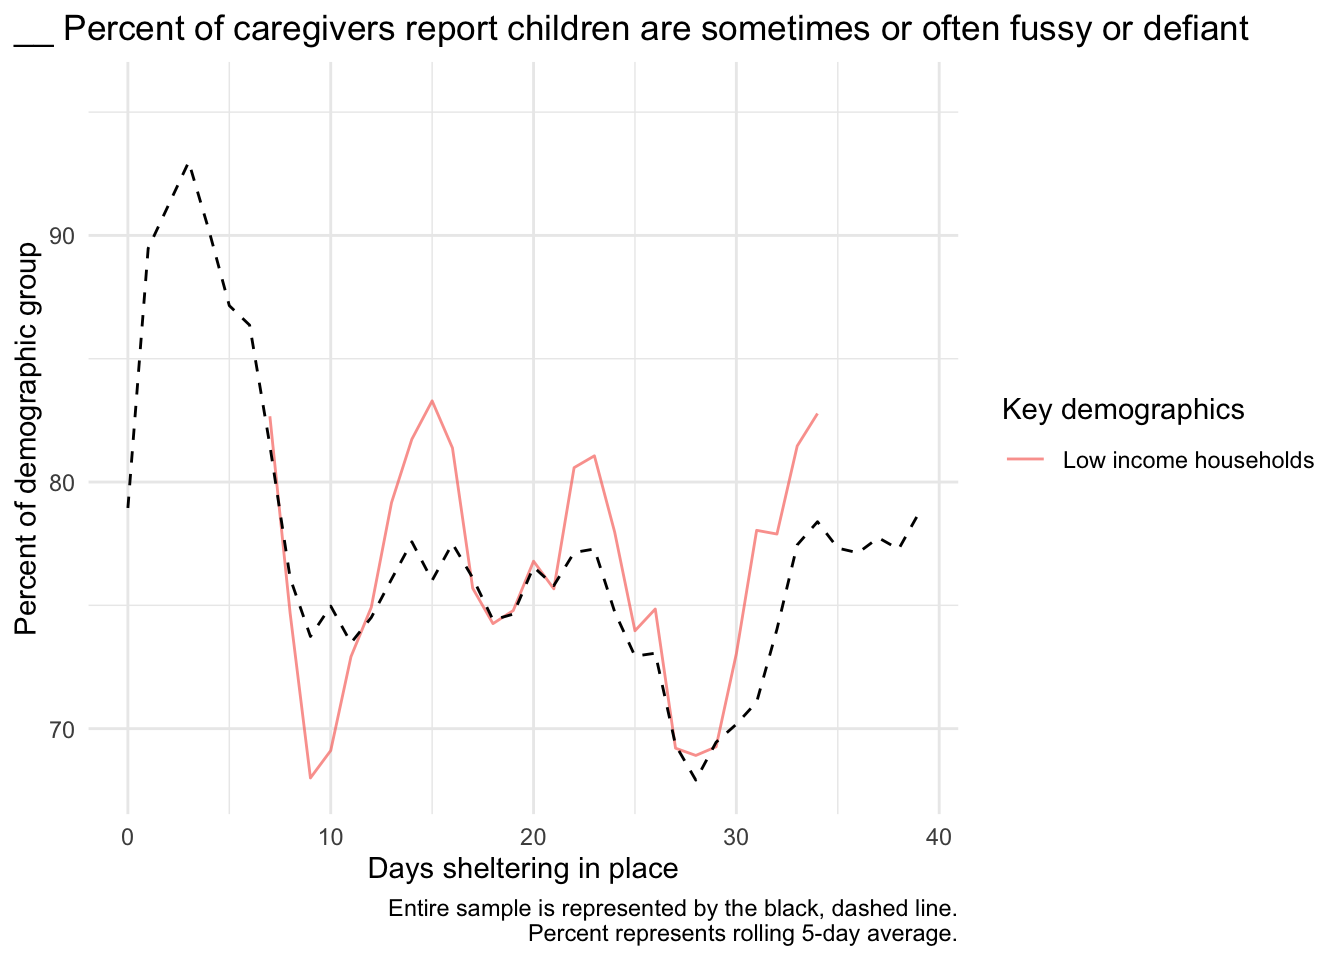 __ Percent of caregivers report children are sometimes or often fussy or defiant
Percent of demographic group
90
80
70
0 10 20 30 40
Days sheltering in place
Key demographics
Low income households
Entire sample is represented by the black, dashed line.
Percent represents rolling 5-day average.